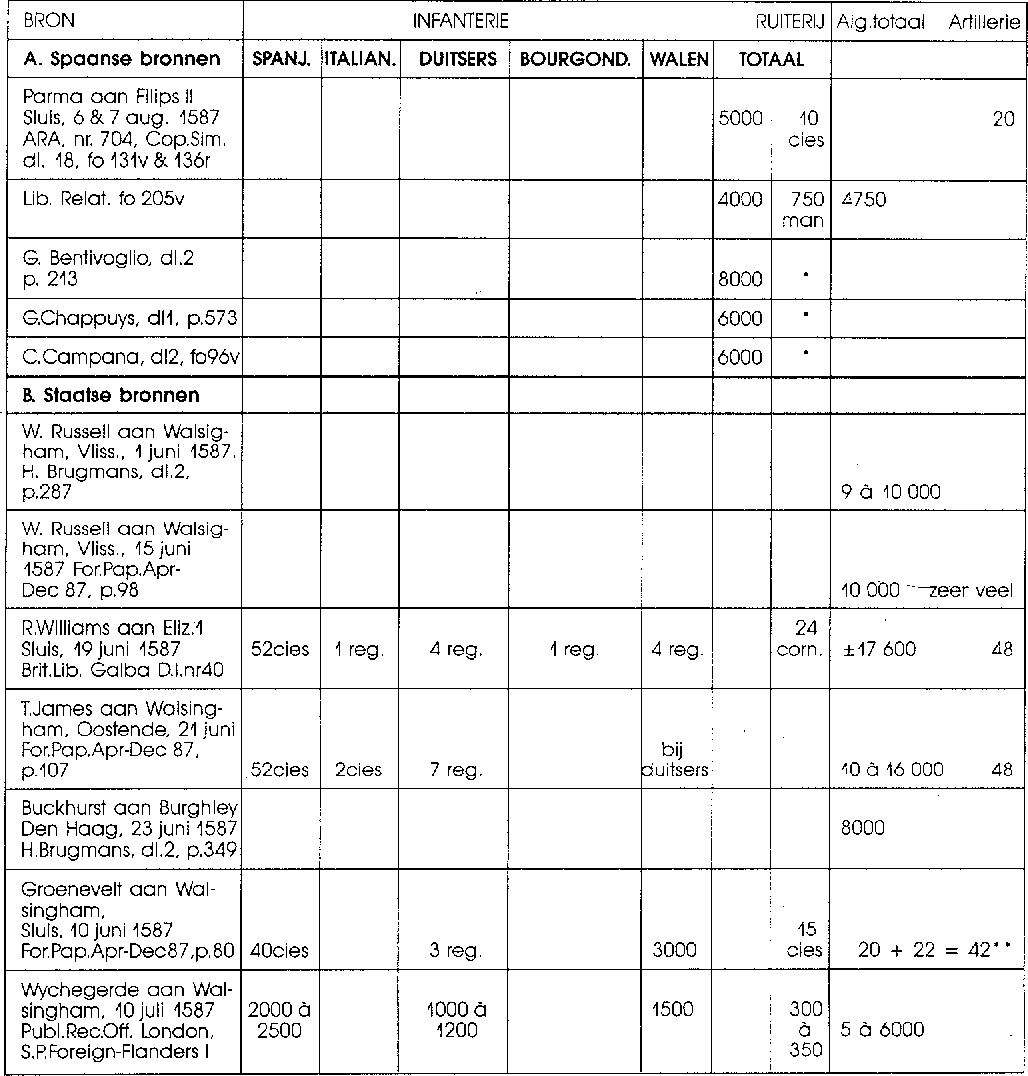 BRON INFANTERIE RUITERIJ Alg.totaal Artillerie
A. Spaanse bronnen SPANJ. ITALIAN. DUITSERS BOURGOND. WALEN TOTAAL
Parma aan Filips II
Sluis, 6 & 7 aug. 1587 5000 10 20
ARA, nr. 704, Cop.Sim. cies
dl. 18, fo 131v & 136r
Lib. Relat. fo 205v 4000 750 4750
man
G. Bentivoglio, dl.2
p. 213 8000 *
G.Chappuys, dl1, p.573 6000 *
C.Campana, dl2, fo96v 6000 *
B. Staatse bronnen
W. Russell aan Walsig-
ham, Vliss., 1 juni 1587.
H. Brugmans, dl.2,
p.287 9 à 10 000
W. Russell aan Walsig-
ham, Vliss., 15 juni
1587 For.Pap.Apr-
Dec 87, p.98 10 000 zeer veel
R.Williams aan Eliz.1 24
Sluis, 19 juni 1587 52cies 1 reg. 4 reg. 1 reg. 4 reg. corn. ±17 600 48
Brit.Lib. Galba D.I.nr40
T.James aan Walsing-
ham, Oostende, 21 juni
For.Pap.Apr-Dec 87, bij
p.107 52cies 2cies 7 reg. duitsers 10 à 16 000 48
Buckhurst aan Burghley
Den Haag, 23 juni 1587 8000
H.Brugmans, dl.2, p.349
Groenevelt aan Wal-
singham,
Sluis, 10 juni 1587 15
For.Pap.Apr-Dec87,p.80 40cies 3 reg. 3000 cies 20 + 22 = 42**
Wychegerde aan Wal-
singham, 10 juli 1587 2000 à 1000 à 1500 300
Publ.Rec.Off. London, 2500 1200 à 5 à 6000
S.P.Foreign-Flanders I 350